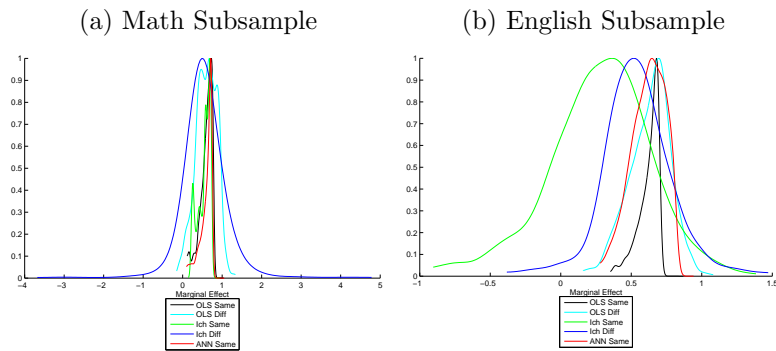 (a) Math Subsample
1
0.9
0.8
0.7
0.6
0.5
0.4
0.3
0.2
0.1
0
−4 −3 −2 −1 0 1 2 3 4 5
Marginal Effect
OLS Same
OLS Diff
Ich Same
Ich Diff
ANN Same
(b) English Subsample
1
0.9
0.8
0.7
0.6
0.5
0.4
0.3
0.2
0.1
0
−1 −0.5 0 0.5 1 1.5
Marginal Effect
OLS Same
OLS Diff
Ich Same
Ich Diff
ANN Same